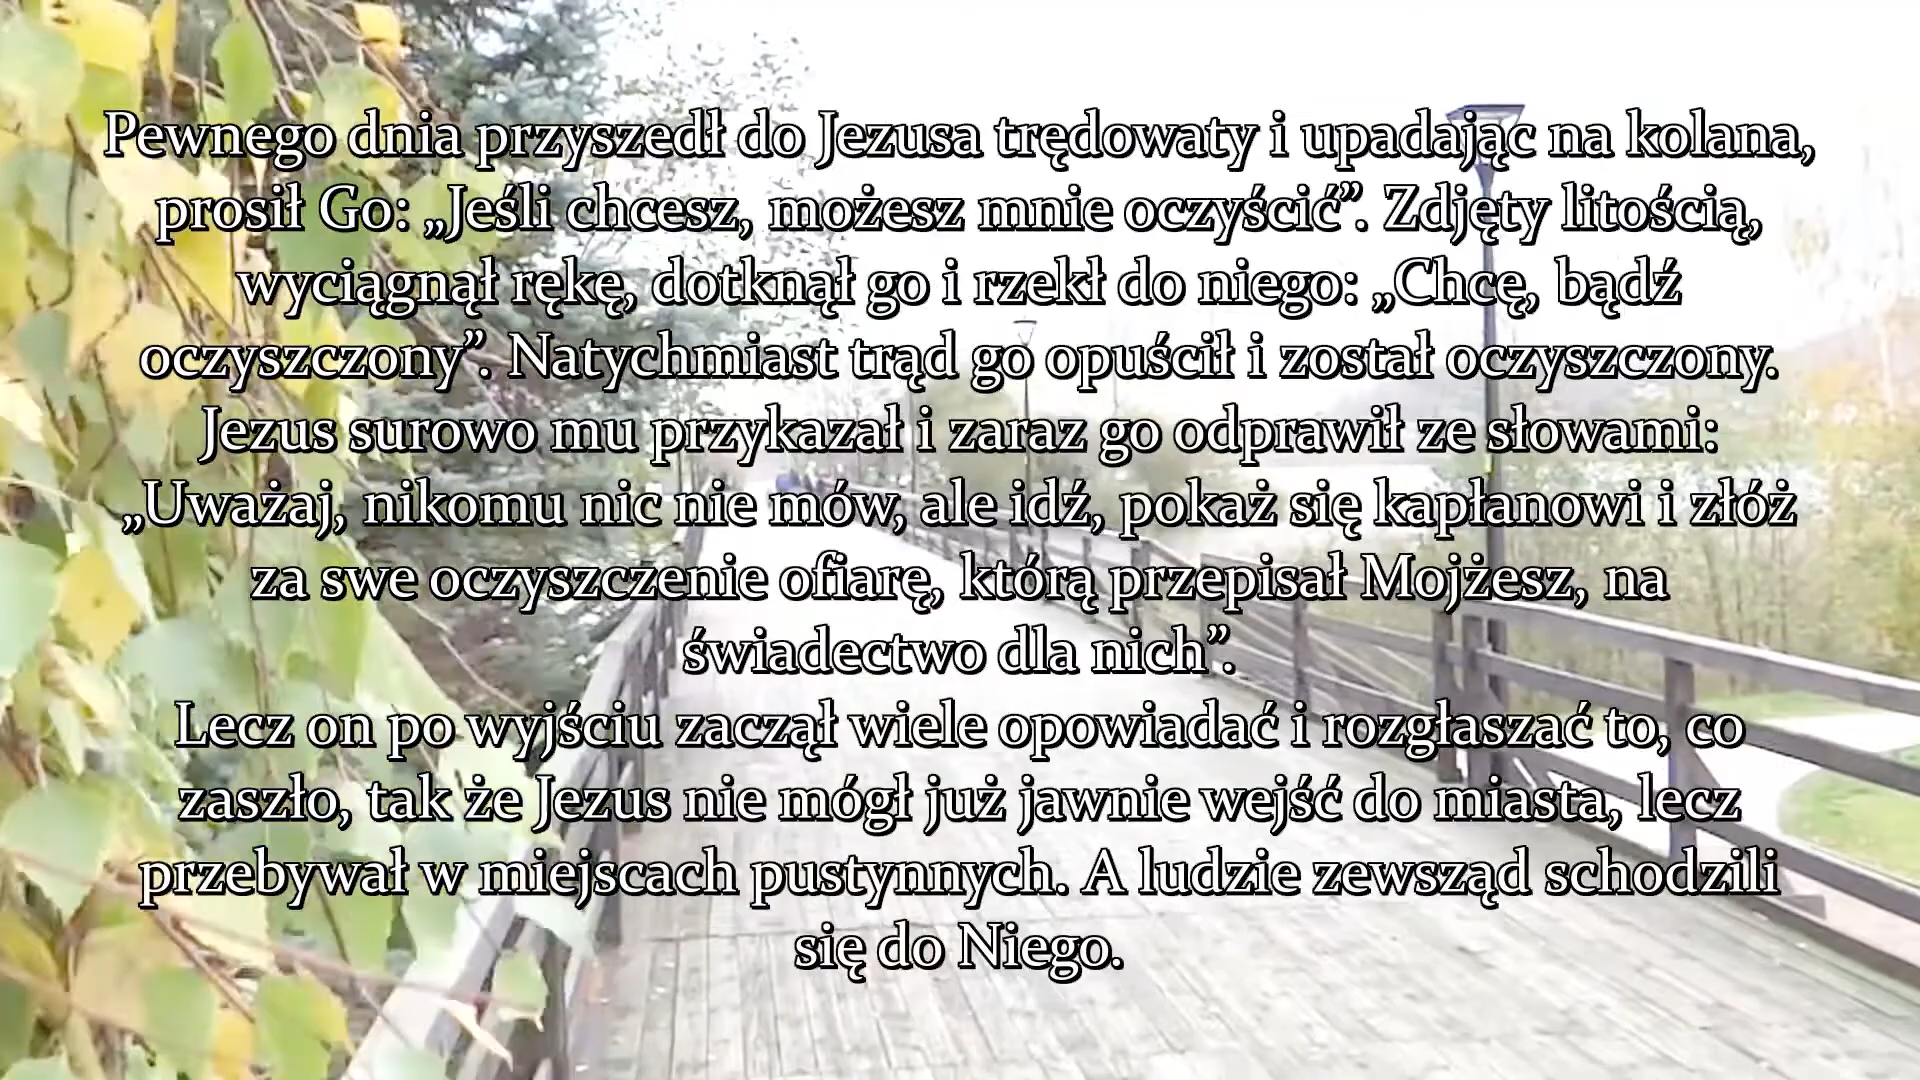 Pewnego dnia przyszedł do Jezusa trędowaty i upadając na kolana,
prosił Go: „Jeśli chcesz, możesz mnie oczyścić”. Zdjęty litością,
wyciągnął rękę, dotknął go i rzekł do niego: „Chcę, bądź
oczyszczony”. Natychmiast trąd go opuścił i został oczyszczony.
Jezus surowo mu przykazał i zaraz go odprawił ze słowami:
„Uważaj, nikomu nic nie mów, ale idź, pokaż się kapłanowi i złóż
za swe oczyszczenie ofiarę, którą przepisał Mojżesz, na
świadectwo dla nich”.
Lecz on po wyjściu zaczął wiele opowiadać i rozgłaszać to, co
zaszło, tak że Jezus nie mógł już jawnie wejść do miasta, lecz
przebywał w miejscach pustynnych. A ludzie zewsząd schodzili
się do Niego.